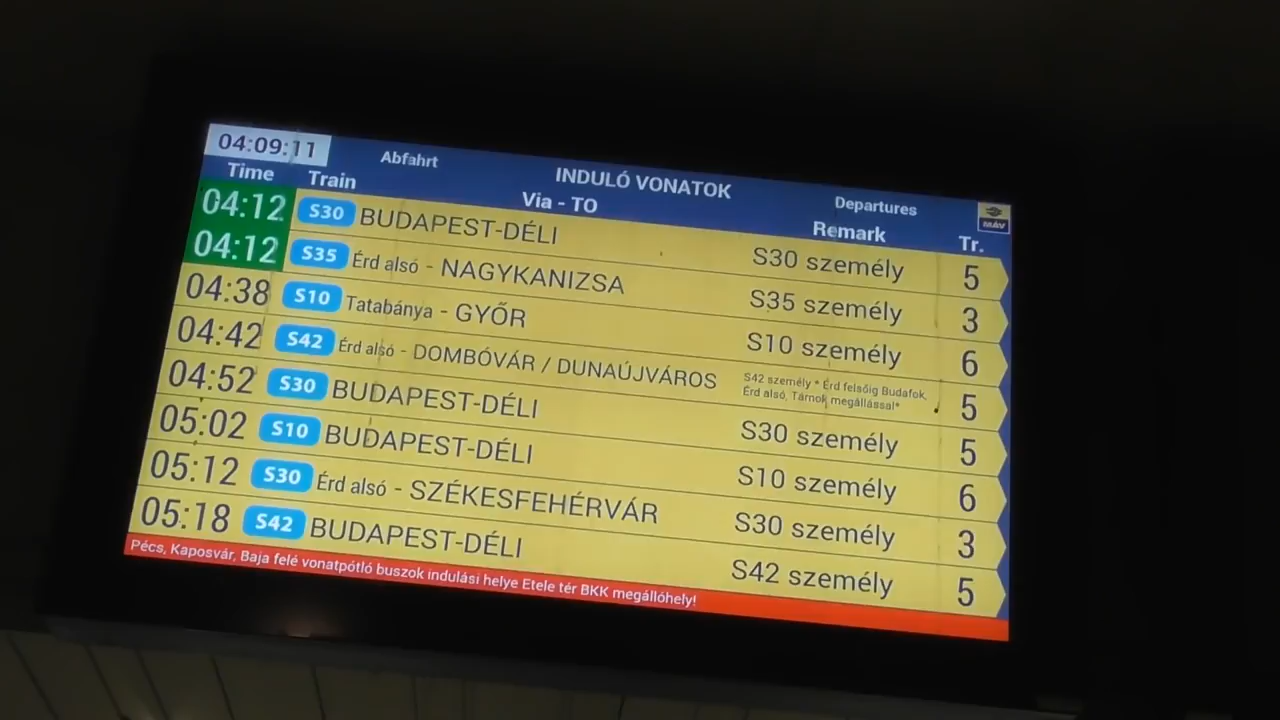 04:09:11 Abfahrt INDULÓ VONATOK Departures MÁV
Time Train Via - TO Remark Tr.
04:12 S30 BUDAPEST-DÉLI S30 személy 5
04:12 S35 Érd alsó - NAGYKANIZSA S35 személy 3
04:38 S10 Tatabánya - GYŐR S10 személy 6
04:42 S42 Érd alsó - DOMBÓVÁR / DUNAÚJVÁROS S42 személy * Érd felsőig Budafok, Érd alsó, Tárnok megállással* 5
04:52 S30 BUDAPEST-DÉLI S30 személy 5
05:02 S10 BUDAPEST-DÉLI S10 személy 6
05:12 S30 Érd alsó - SZÉKESFEHÉRVÁR S30 személy 3
05:18 S42 BUDAPEST-DÉLI S42 személy 5
Pécs, Kaposvár, Baja felé vonatpótló buszok indulási helye Etele tér BKK megállóhely!